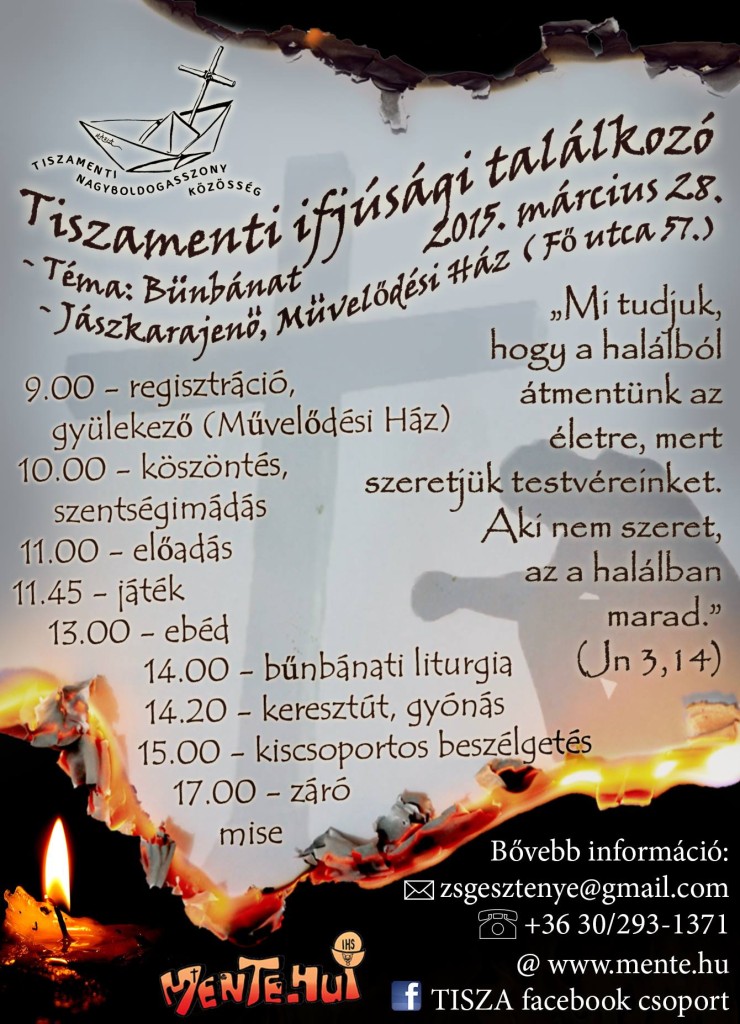 TISZAMENTI
NAGYBOLDOGASSZONY
KÖZÖSSÉG
Tiszamenti ifjúsági találkozó
2015. március 28.
- Téma: Bűnbánat
- Jászkarajenő, Művelődési Ház (Fő utca 57.)
„Mi tudjuk,
hogy a halálból
átmentünk az
életre, mert
szeretjük testvéreinket.
Aki nem szeret,
az a halálban
marad.”
(Jn 3,14)
9.00 – regisztráció,
gyülekező (Művelődési Ház)
10.00 – köszöntés,
szentségimádás
11.00 – előadás
11.45 – játék
13.00 – ebéd
14.00 – bűnbánati liturgia
14.20 – keresztút, gyónás
15.00 – kiscsoportos beszélgetés
17.00 – záró
mise
Bővebb információ:
zsgesztenye@gmail.com
+36 30/293-1371
@ www.mente.hu
f TISZA facebook csoport
IHS
MENTE.HU